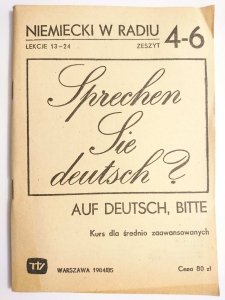 NIEMIECKI W RADIU
LEKCJE 13-24
ZESZYT 4-6
Sprechen
Sie
deutsch?
AUF DEUTSCH, BITTE
Kurs dla średnio zaawansowanych
WARSZAWA 1984/85
Cena 80 zł